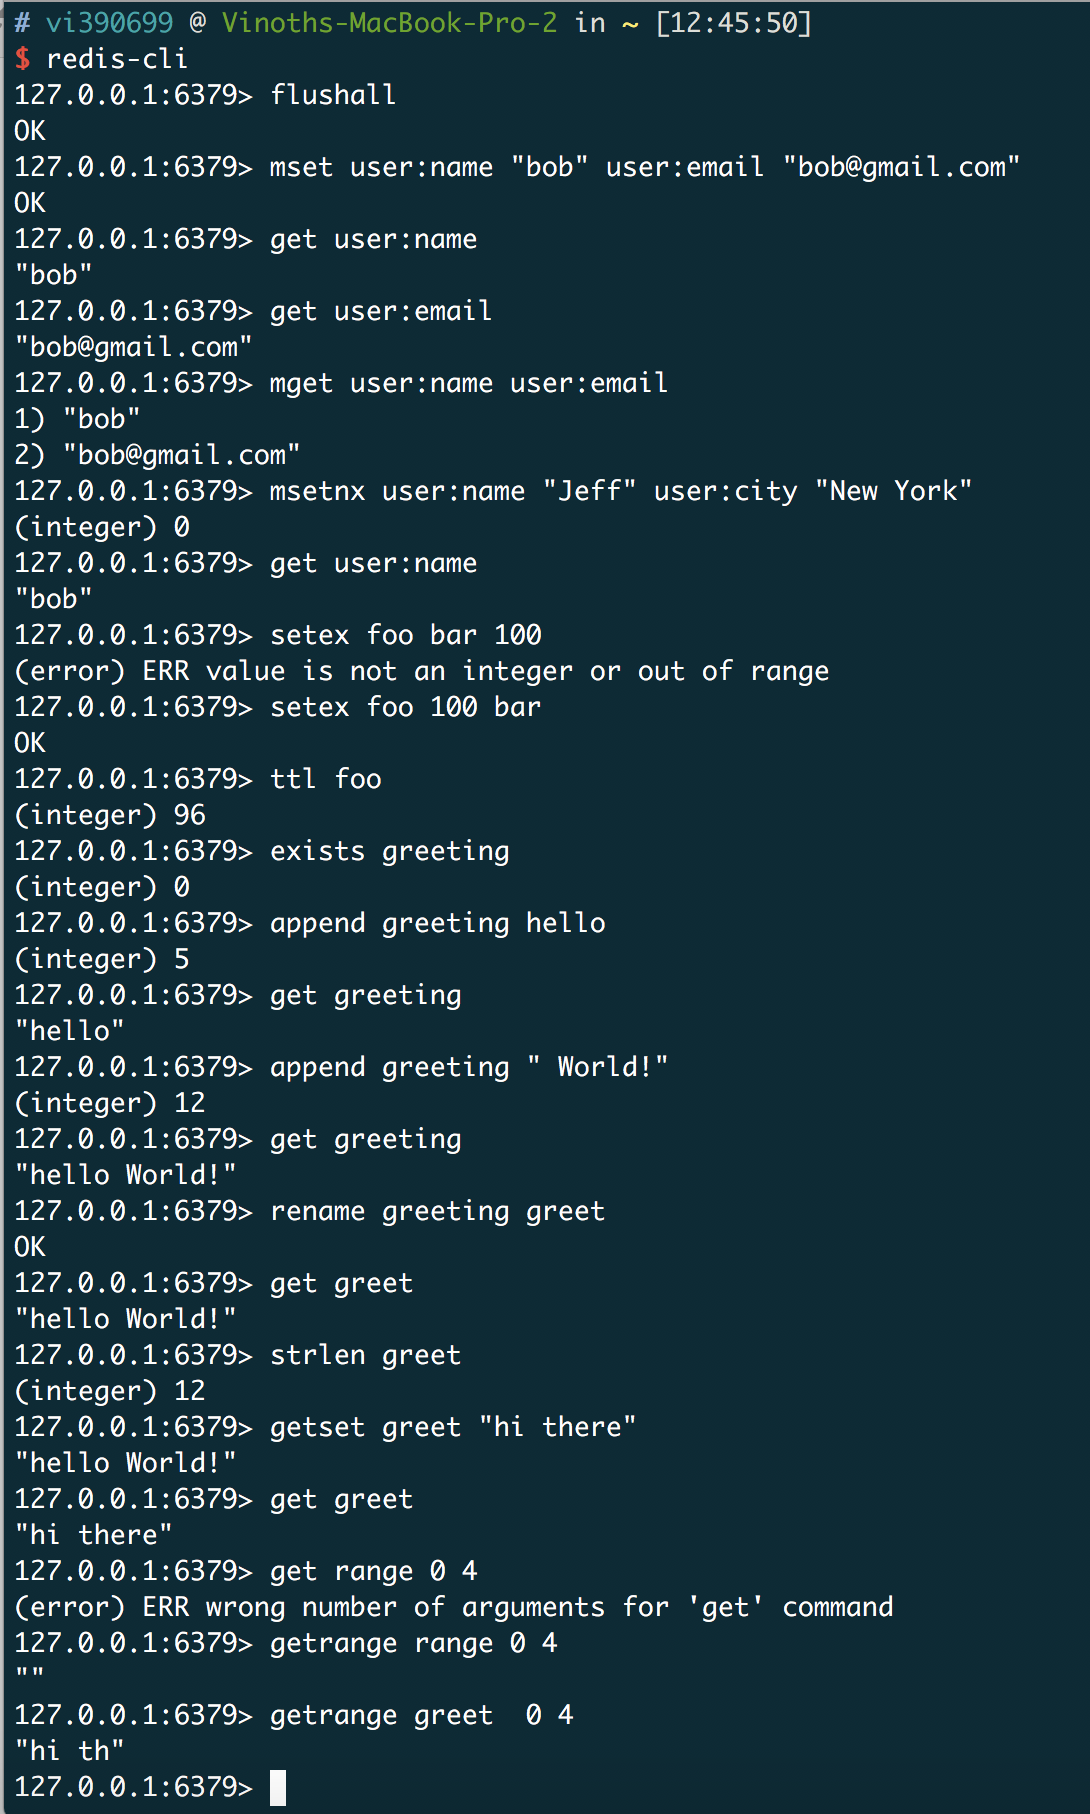 # vi390699 @ Vinoths-MacBook-Pro-2 in ~ [12:45:50]
$ redis-cli
127.0.0.1:6379> flushall
OK
127.0.0.1:6379> mset user:name "bob" user:email "bob@gmail.com"
OK
127.0.0.1:6379> get user:name
"bob"
127.0.0.1:6379> get user:email
"bob@gmail.com"
127.0.0.1:6379> mget user:name user:email
1) "bob"
2) "bob@gmail.com"
127.0.0.1:6379> msetnx user:name "Jeff" user:city "New York"
(integer) 0
127.0.0.1:6379> get user:name
"bob"
127.0.0.1:6379> setex foo bar 100
(error) ERR value is not an integer or out of range
127.0.0.1:6379> setex foo 100 bar
OK
127.0.0.1:6379> ttl foo
(integer) 96
127.0.0.1:6379> exists greeting
(integer) 0
127.0.0.1:6379> append greeting hello
(integer) 5
127.0.0.1:6379> get greeting
"hello"
127.0.0.1:6379> append greeting " World!"
(integer) 12
127.0.0.1:6379> get greeting
"hello World!"
127.0.0.1:6379> rename greeting greet
OK
127.0.0.1:6379> get greet
"hello World!"
127.0.0.1:6379> strlen greet
(integer) 12
127.0.0.1:6379> getset greet "hi there"
"hello World!"
127.0.0.1:6379> get greet
"hi there"
127.0.0.1:6379> get range 0 4
(error) ERR wrong number of arguments for 'get' command
127.0.0.1:6379> getrange range 0 4
""
127.0.0.1:6379> getrange greet  0 4
"hi th"
127.0.0.1:6379>